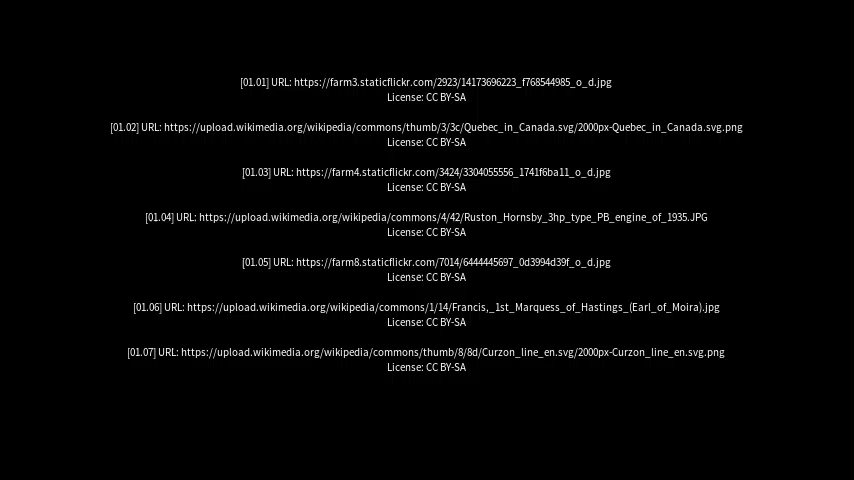 [01.01] URL: https://farm3.staticflickr.com/2923/14173696223_f768544985_o_d.jpg
License: CC BY-SA
[01.02] URL: https://upload.wikimedia.org/wikipedia/commons/thumb/3/3c/Quebec_in_Canada.svg/2000px-Quebec_in_Canada.svg.png
License: CC BY-SA
[01.03] URL: https://farm4.staticflickr.com/3424/3304055556_1741f6ba11_o_d.jpg
License: CC BY-SA
[01.04] URL: https://upload.wikimedia.org/wikipedia/commons/4/42/Ruston_Hornsby_3hp_type_PB_engine_of_1935.JPG
License: CC BY-SA
[01.05] URL: https://farm8.staticflickr.com/7014/6444445697_0d3994d39f_o_d.jpg
License: CC BY-SA
[01.06] URL: https://upload.wikimedia.org/wikipedia/commons/1/14/Francis,_1st_Marquess_of_Hastings_(Earl_of_Moira).jpg
License: CC BY-SA
[01.07] URL: https://upload.wikimedia.org/wikipedia/commons/thumb/8/8d/Curzon_line_en.svg/2000px-Curzon_line_en.svg.png
License: CC BY-SA